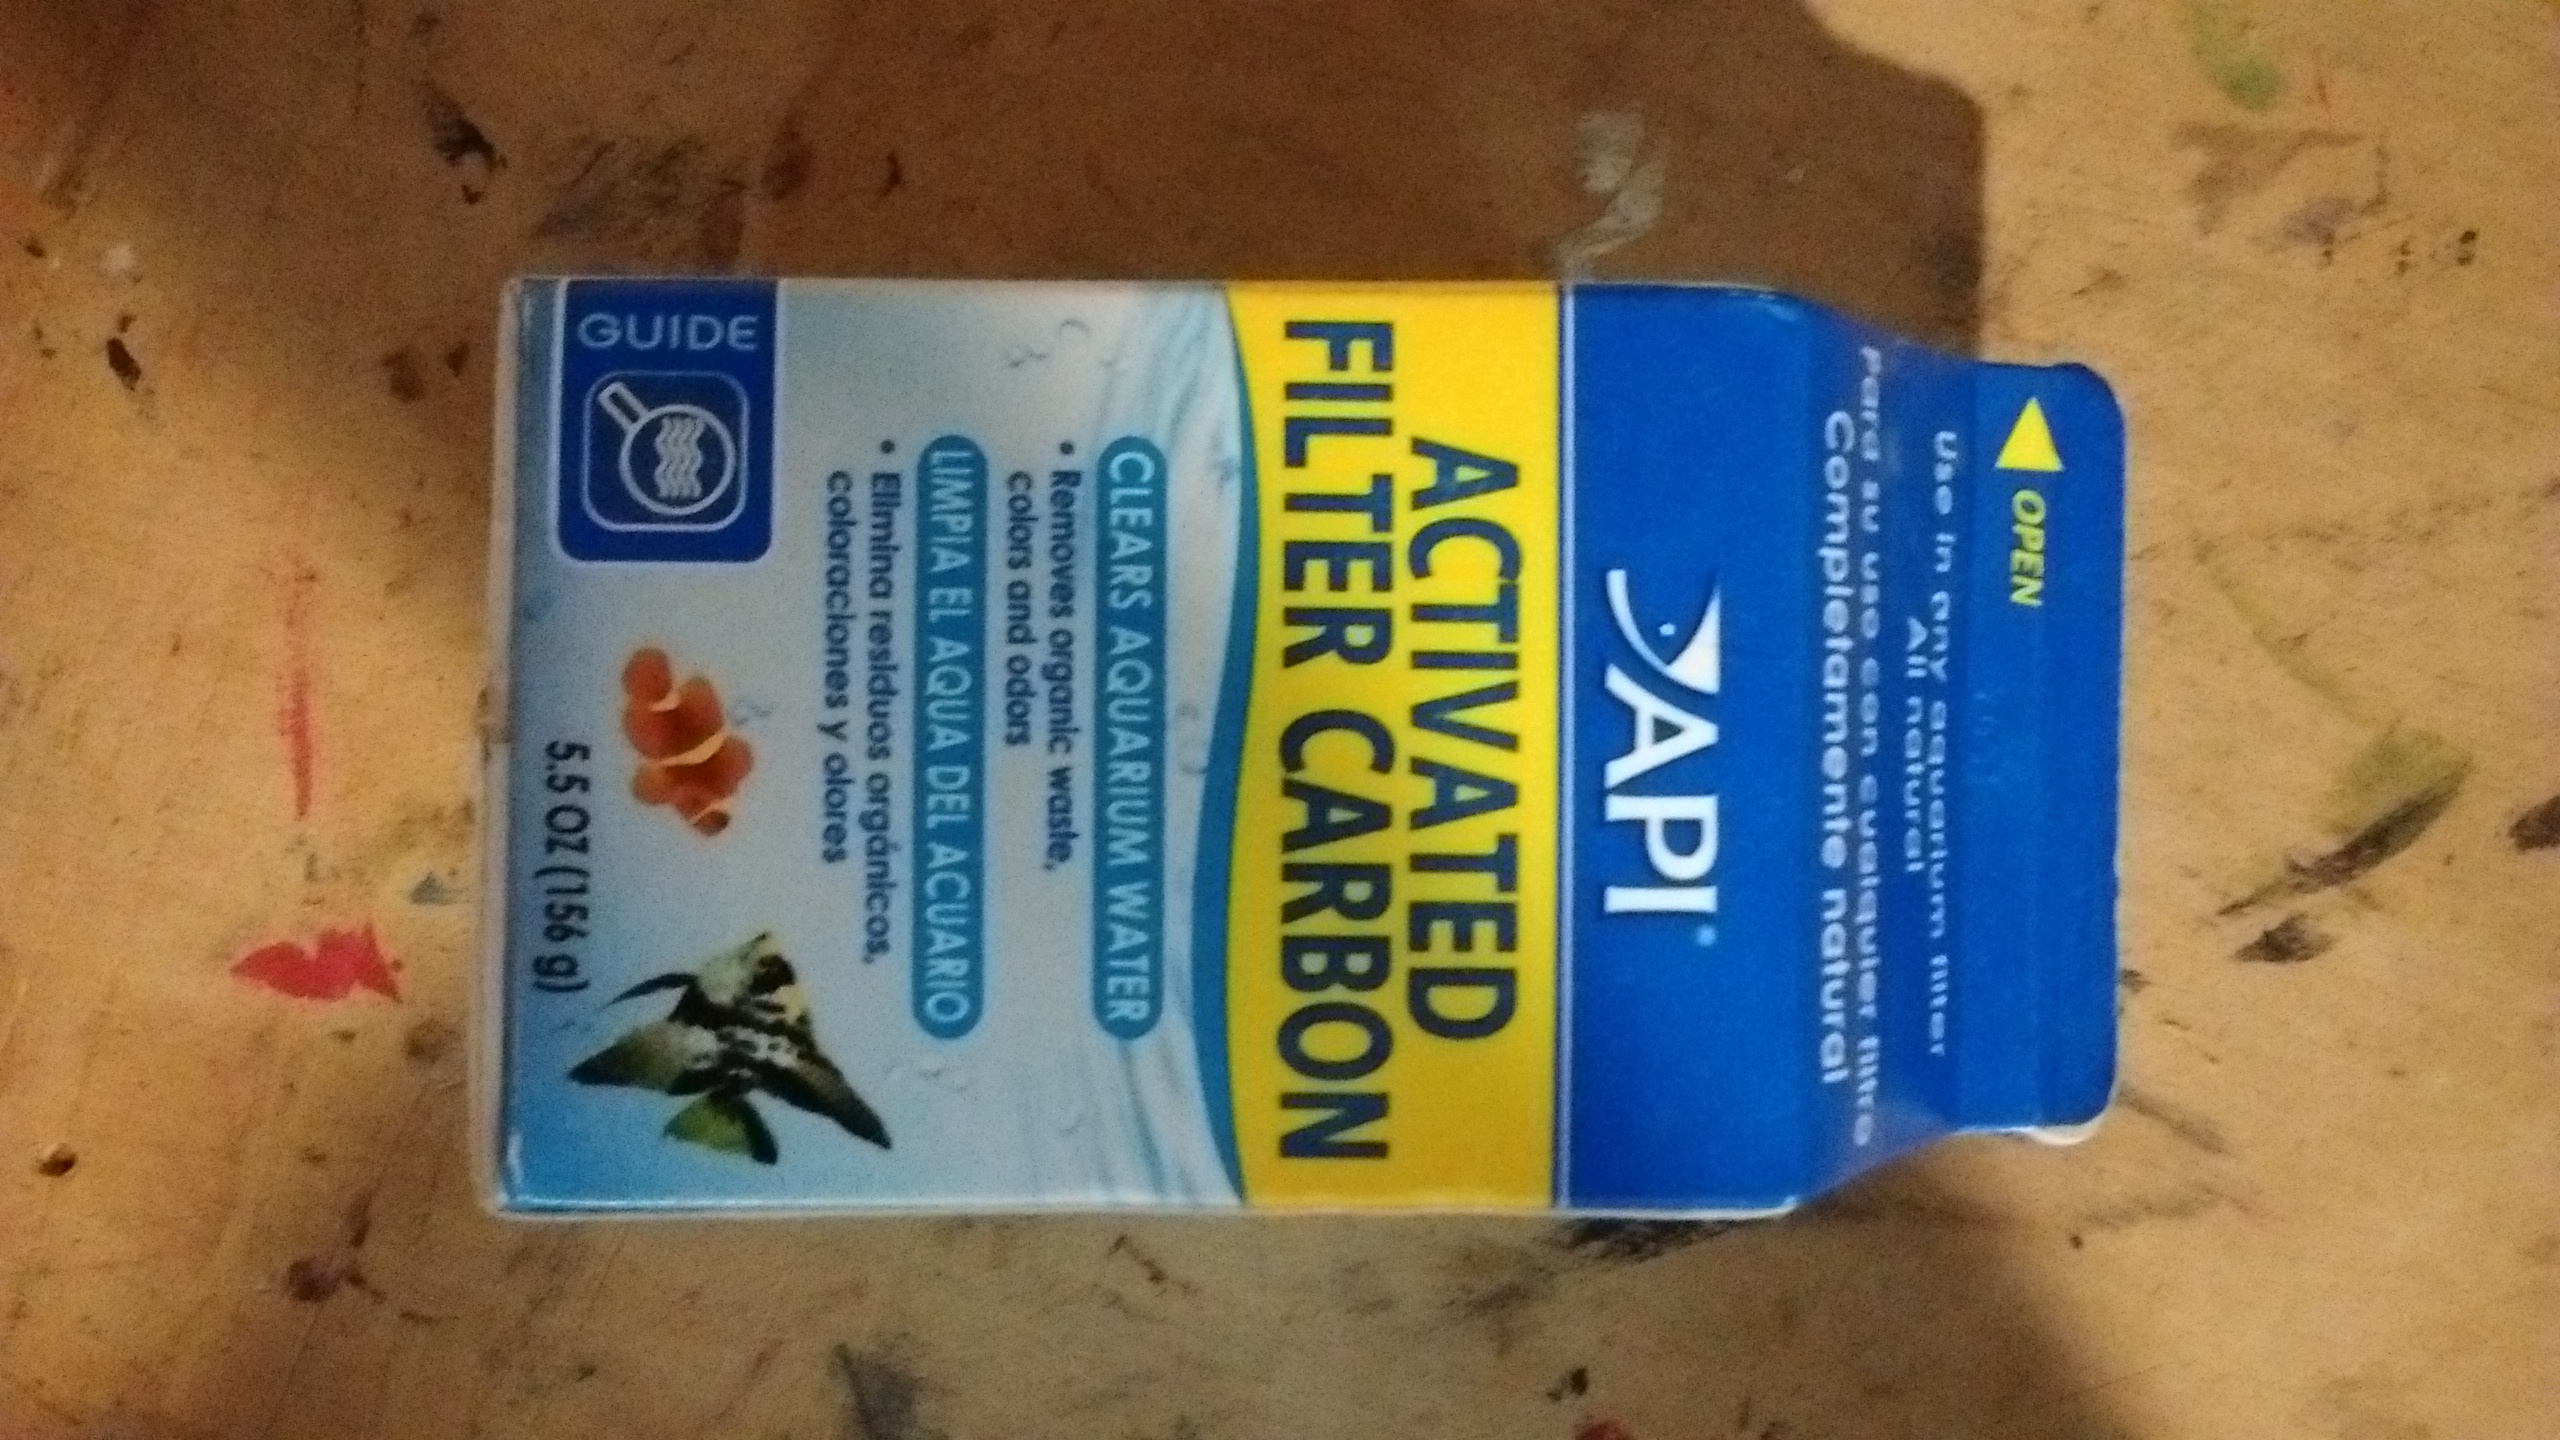 OPEN
Use in any aquarium filter
All natural
Para su uso con cualquier filtro
Completamente natural
API®
ACTIVATED
FILTER CARBON
CLEARS AQUARIUM WATER
• Removes organic waste,
colors and odors
LIMPIA EL AQUA DEL ACUARIO
• Elimina residuos orgánicos,
coloraciones y olores
GUIDE
5.5 OZ (156 g)